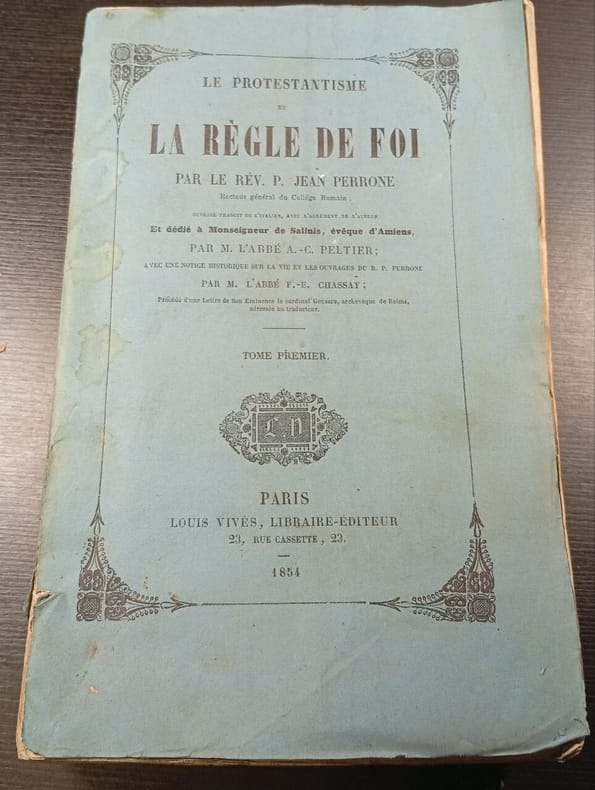 LE PROTESTANTISME
ET
LA RÈGLE DE FOI
PAR LE RÉV. P. JEAN PERRONE
Recteur général du Collège Romain.
OUVRAGE TRADUIT DE L'ITALIEN, AVEC L'AGRÉMENT DE L'AUTEUR
Et dédié à Monseigneur de Salinis, évêque d'Amiens,
PAR M. L'ABBÉ A.-C. PELTIER;
AVEC UNE NOTICE HISTORIQUE SUR LA VIE ET LES OUVRAGES DU R. P. PERRONE
PAR M. L'ABBÉ F.-E. CHASSAY;
Précédé d'une Lettre de Son Eminence le cardinal Gousset, archevêque de Reims,
adressée au traducteur.
TOME PREMIER.
L V
PARIS
LOUIS VIVÈS, LIBRAIRE-ÉDITEUR
23, RUE CASSETTE, 23.
1854